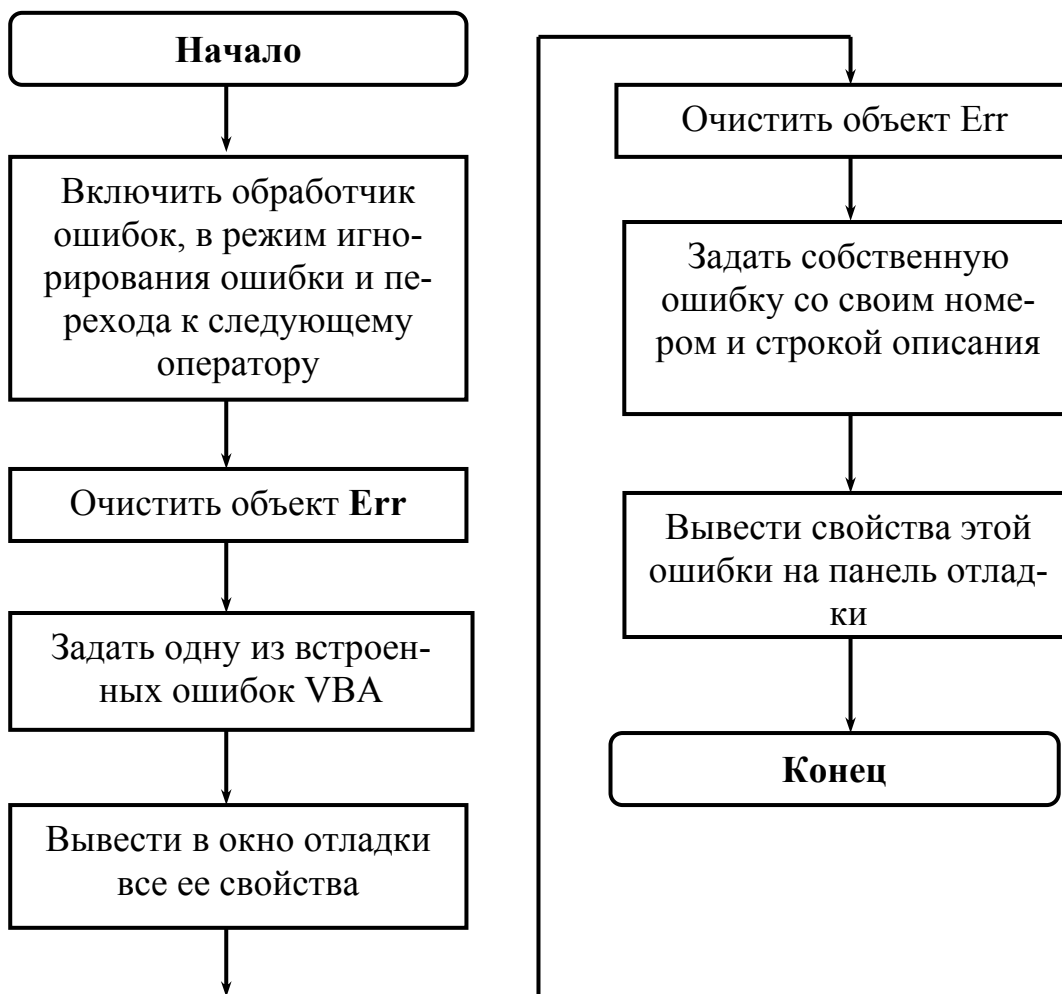 Начало
Включить обработчик
ошибок, в режим игно-
рирования ошибки и пе-
рехода к следующему
оператору
Очистить объект Err
Задать одну из встроен-
ных ошибок VBA
Вывести в окно отладки
все ее свойства
Очистить объект Err
Задать собственную
ошибку со своим номе-
ром и строкой описания
Вывести свойства этой
ошибки на панель отлад-
ки
Конец